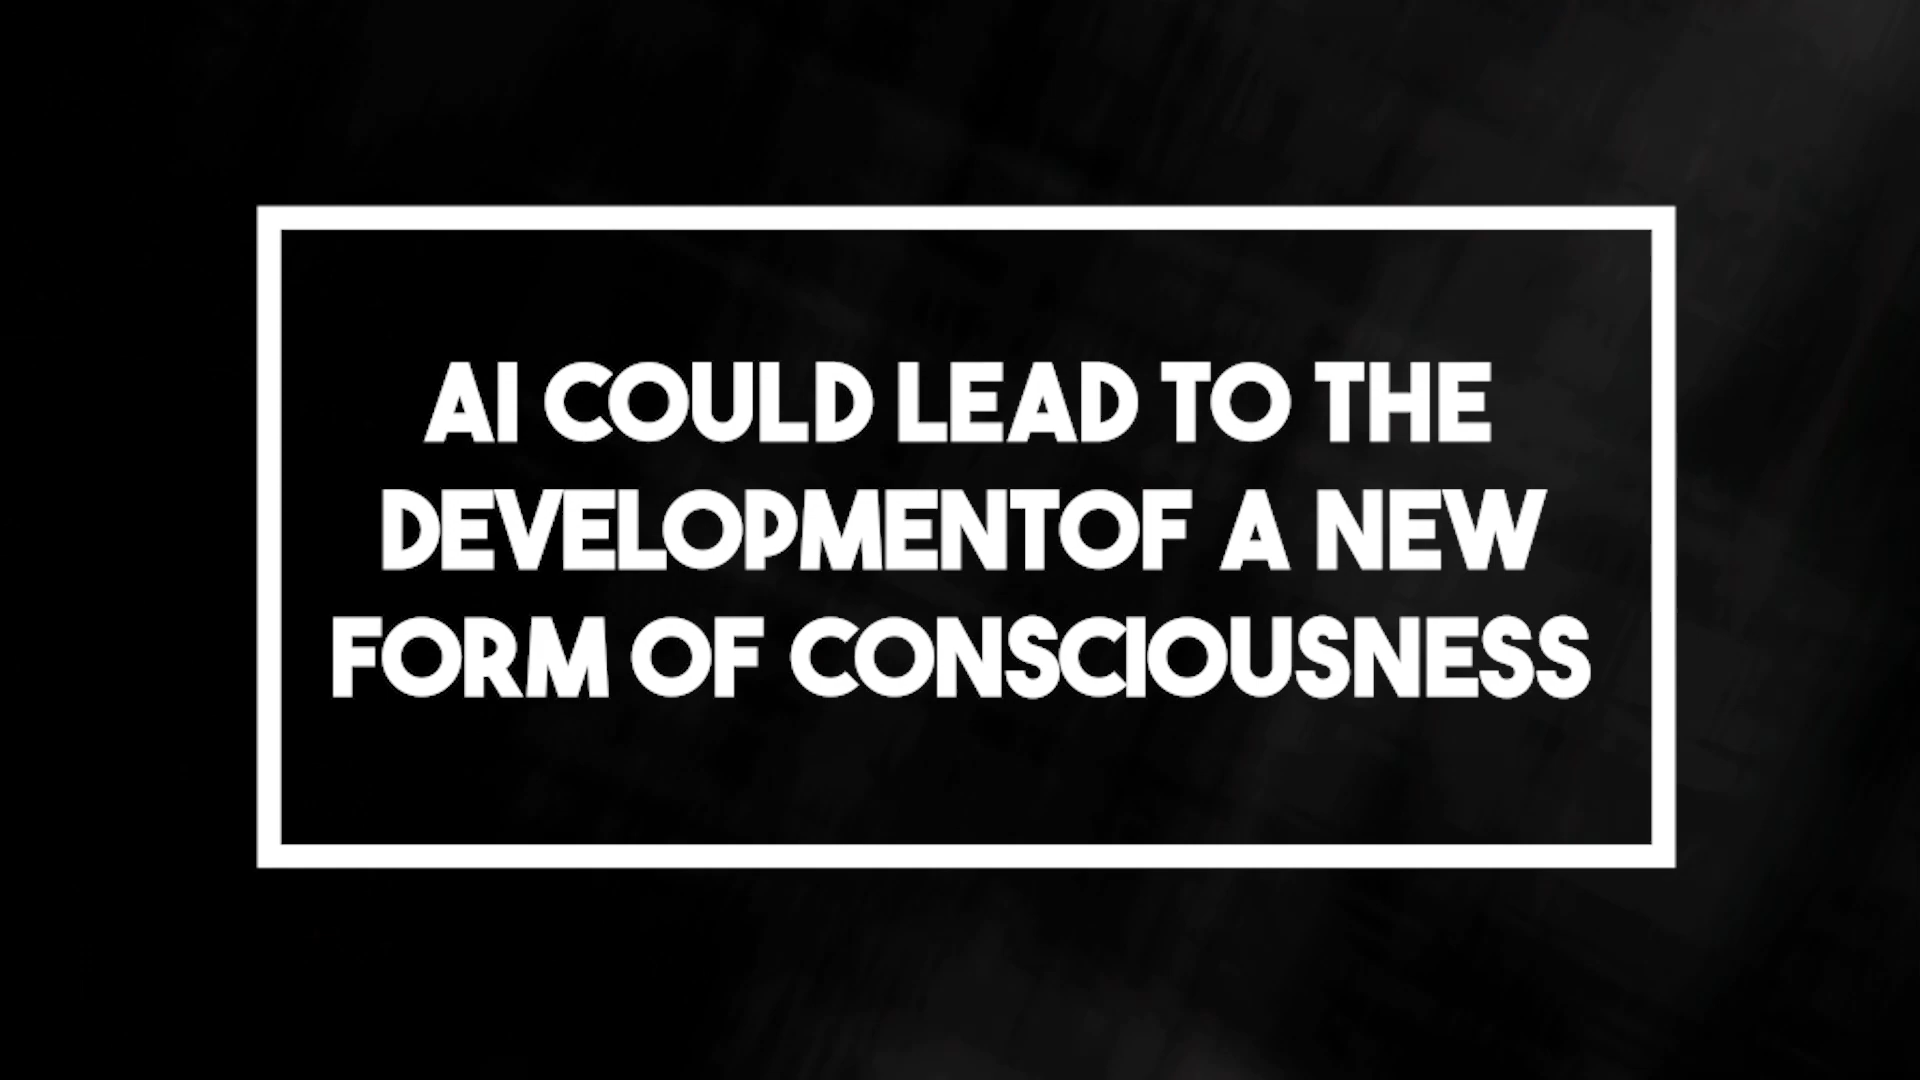 AI COULD LEAD TO THE
DEVELOPMENTOF A NEW
FORM OF CONSCIOUSNESS